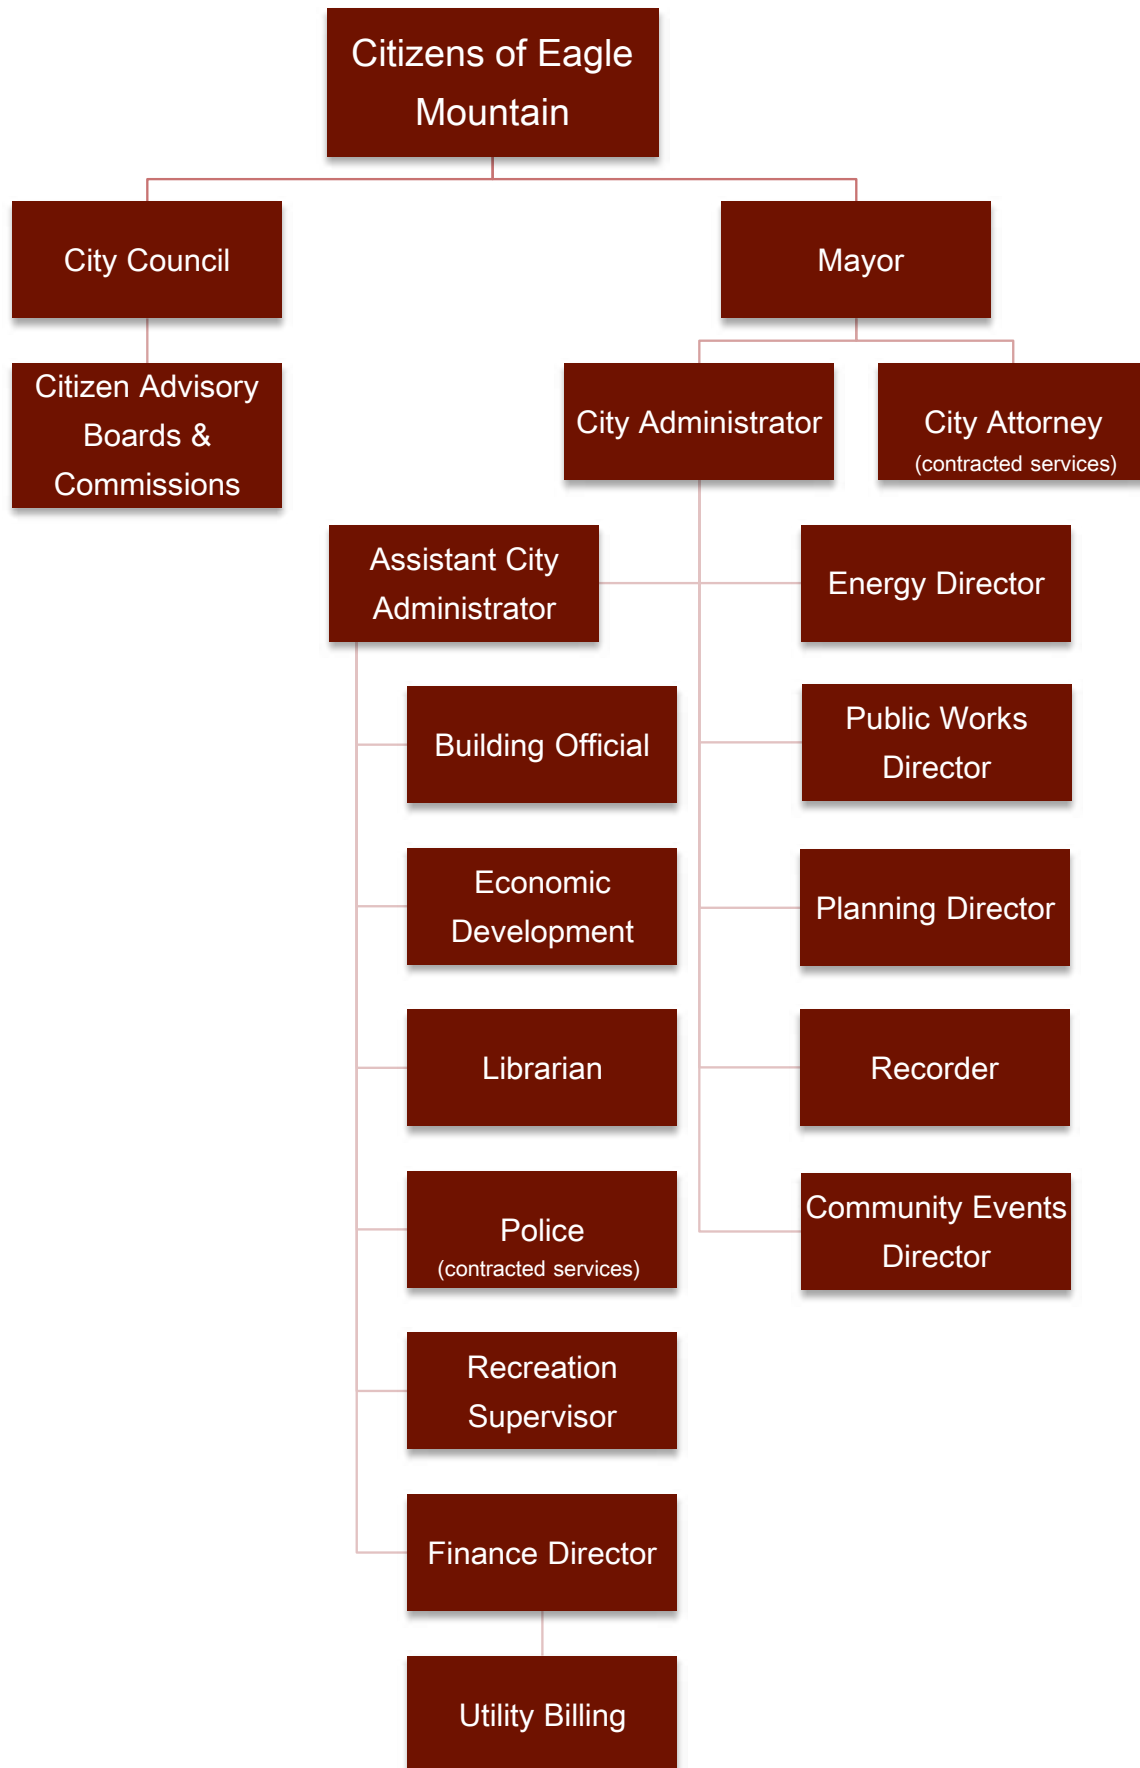 Citizens of Eagle
Mountain
City Council
Mayor
Citizen Advisory
Boards &
Commissions
City Administrator
City Attorney
(contracted services)
Assistant City
Administrator
Energy Director
Building Official
Public Works
Director
Economic
Development
Planning Director
Librarian
Recorder
Police
(contracted services)
Community Events
Director
Recreation
Supervisor
Finance Director
Utility Billing